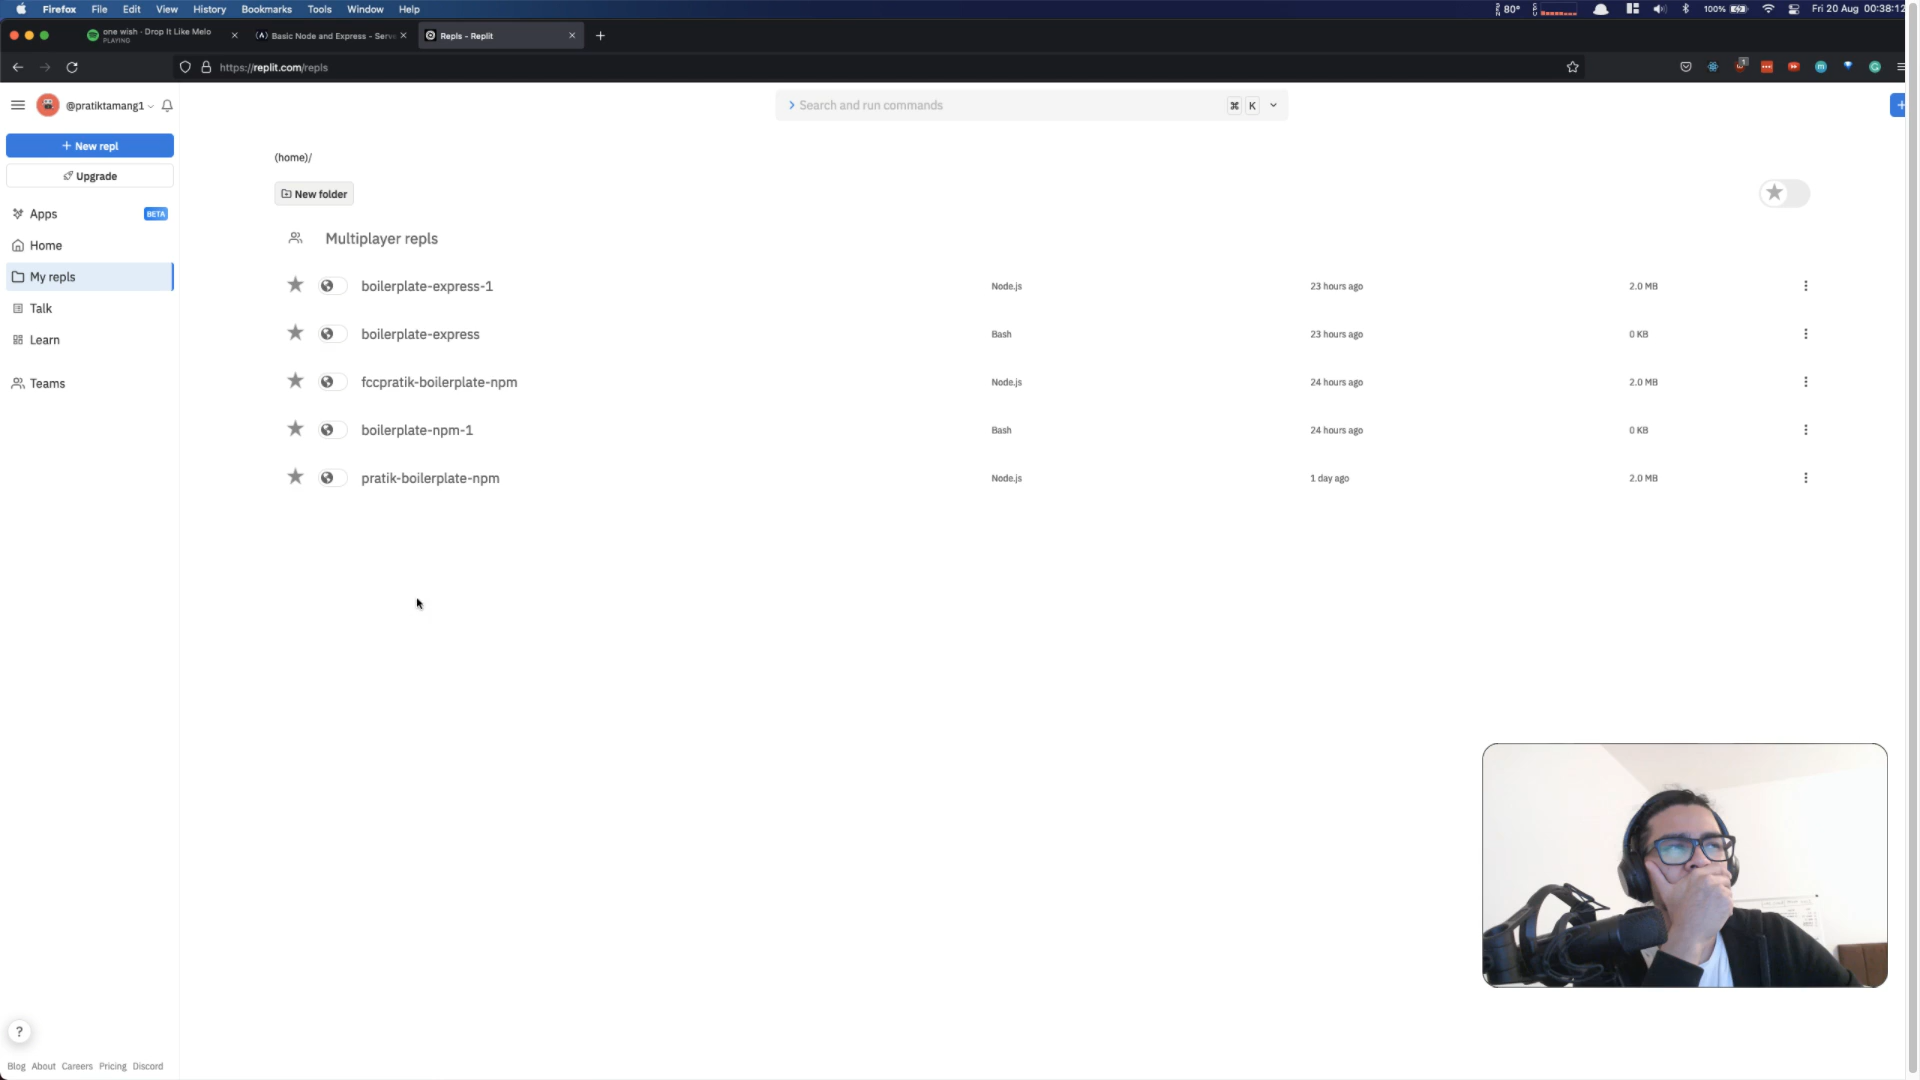 Firefox File Edit View History Bookmarks Tools Window Help
80° 100% Fri 20 Aug 00:38:12
one wish - Drop It Like Melo
PLAYING
Basic Node and Express - Serv
Repls - Replit
https://replit.com/repls
@pratiktamang1
Search and run commands
⌘ K
+ New repl
(home)/
Upgrade
New folder
Apps BETA
Multiplayer repls
Home
My repls
boilerplate-express-1 Node.js 23 hours ago 2.0 MB
Talk
boilerplate-express Bash 23 hours ago 0 KB
Learn
fccpratik-boilerplate-npm Node.js 24 hours ago 2.0 MB
Teams
boilerplate-npm-1 Bash 24 hours ago 0 KB
pratik-boilerplate-npm Node.js 1 day ago 2.0 MB
?
Blog About Careers Pricing Discord